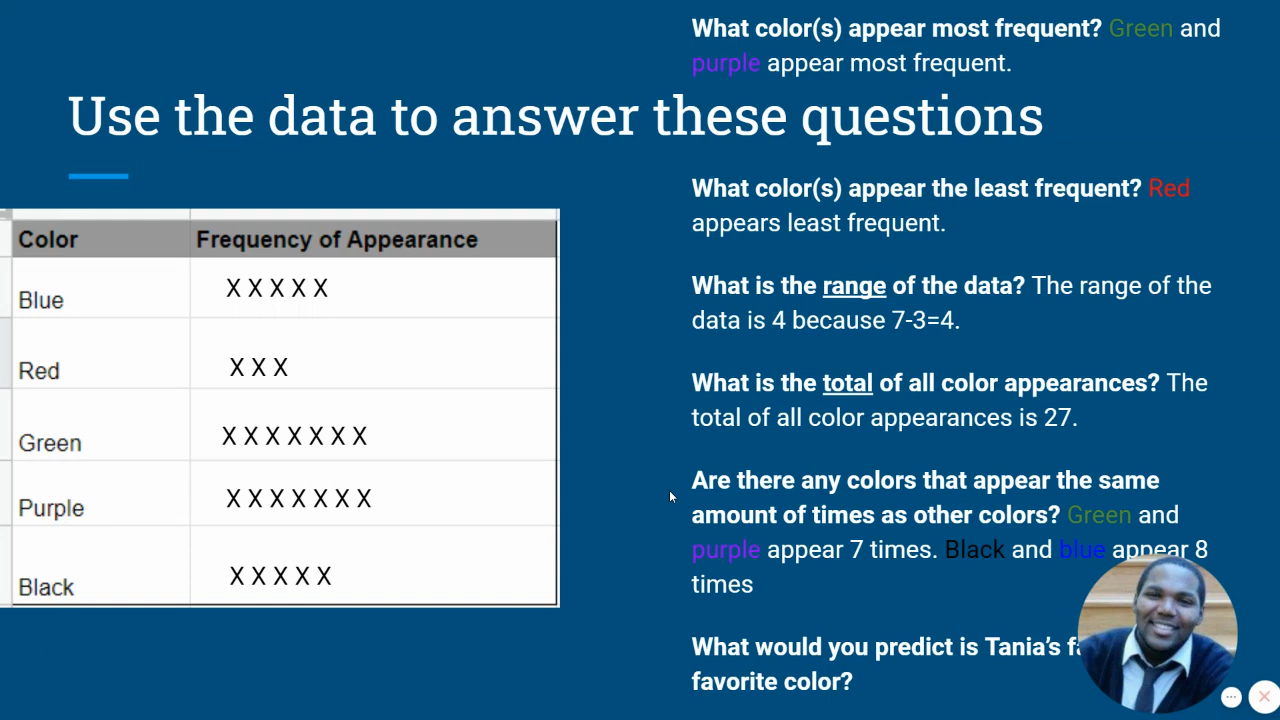 What color(s) appear most frequent? Green and
purple appear most frequent.
Use the data to answer these questions
What color(s) appear the least frequent? Red
appears least frequent.
What is the range of the data? The range of the
data is 4 because 7-3=4.
What is the total of all color appearances? The
total of all color appearances is 27.
Are there any colors that appear the same
amount of times as other colors? Green and
purple appear 7 times. Black and blue appear 8
times
What would you predict is Tania's
favorite color?
Color Frequency of Appearance
Blue X X X X X
Red X X X
Green X X X X X X X
Purple X X X X X X X
Black X X X X X